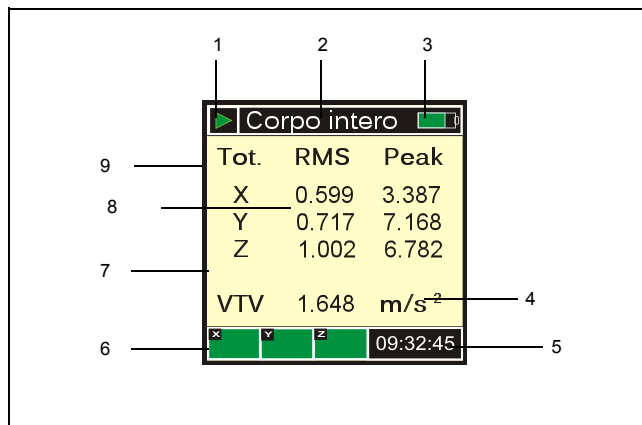 1 2 3
Corpo intero
9 Tot. RMS Peak
X 0.599 3.387
8
Y 0.717 7.168
Z 1.002 6.782
7
VTV 1.648 m/s-2 4
6 X Y Z 09:32:45 5